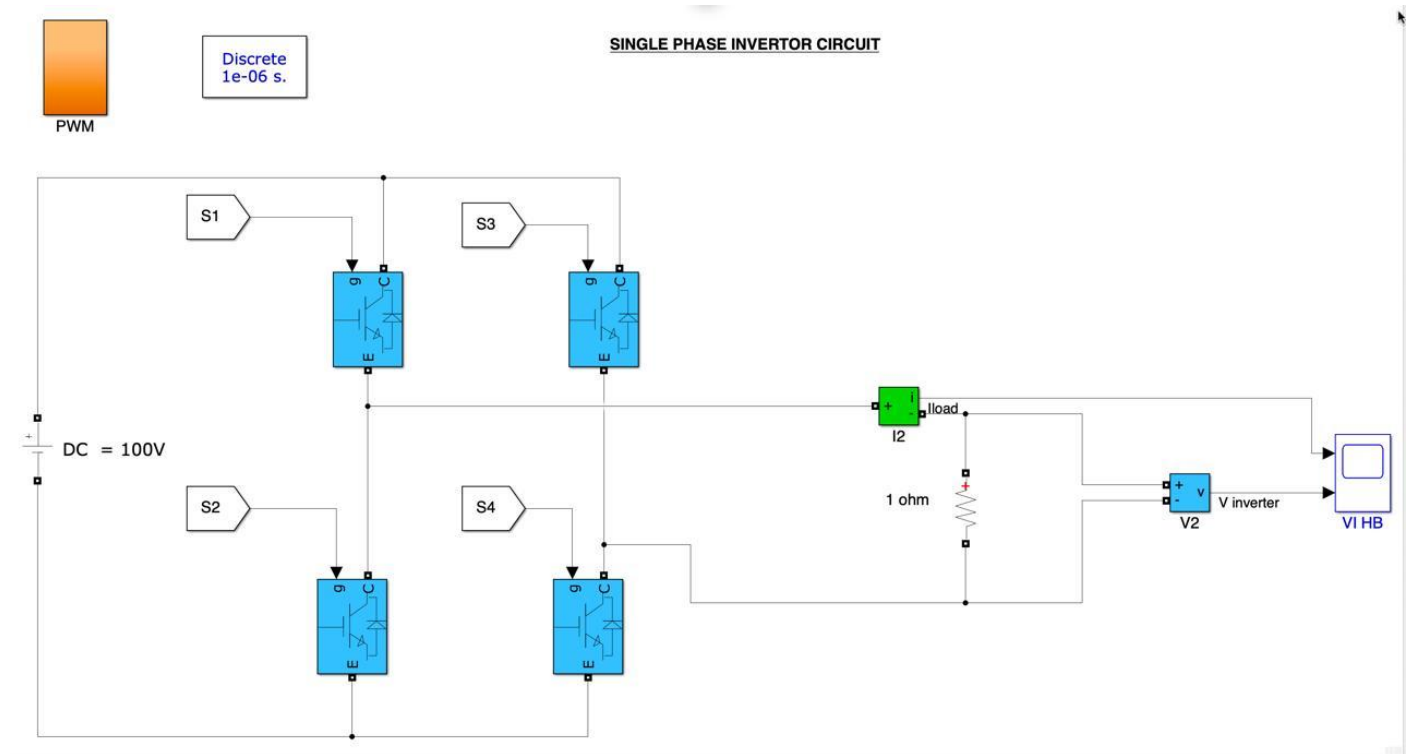 SINGLE PHASE INVERTOR CIRCUIT
Discrete
1e-06 s.
PWM
S1
S3
g C
E
g C
E
+
DC = 100V
+
i
-
Iload
I2
S2
S4
1 ohm
+
+
-
v
V inverter
V2
VI HB
g C
E
g C
E